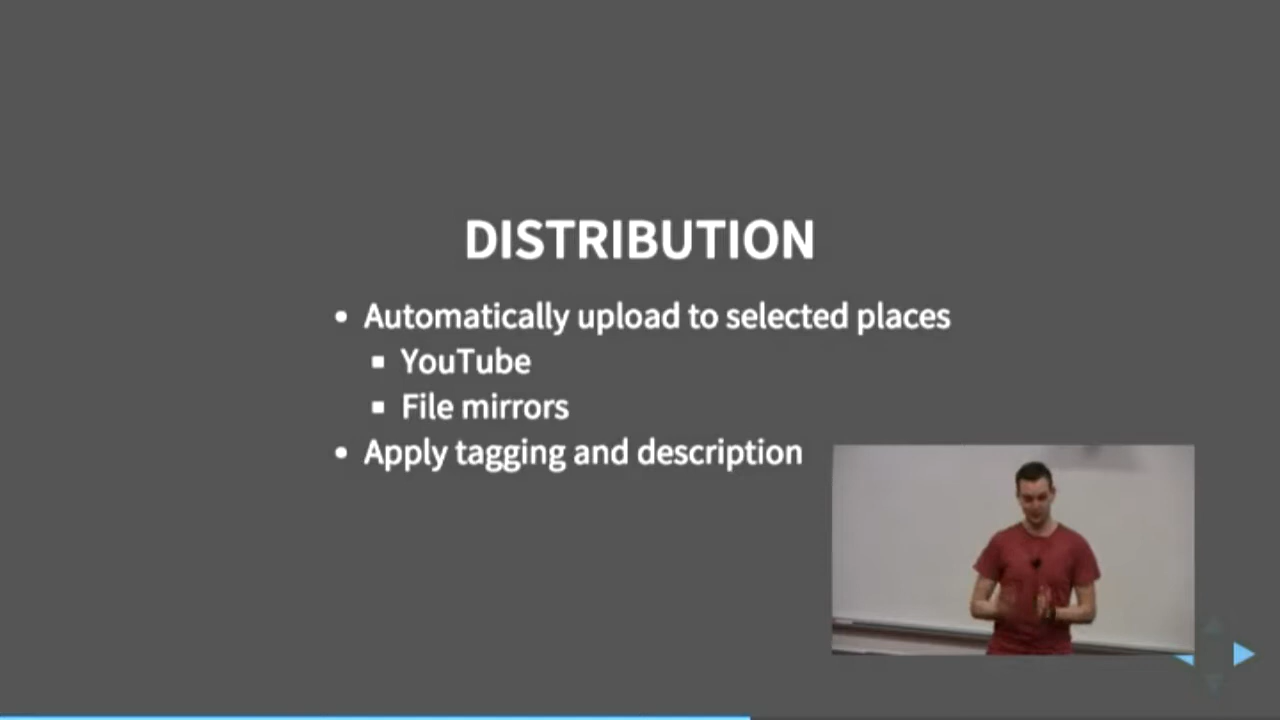 DISTRIBUTION
Automatically upload to selected places
YouTube
File mirrors
Apply tagging and description